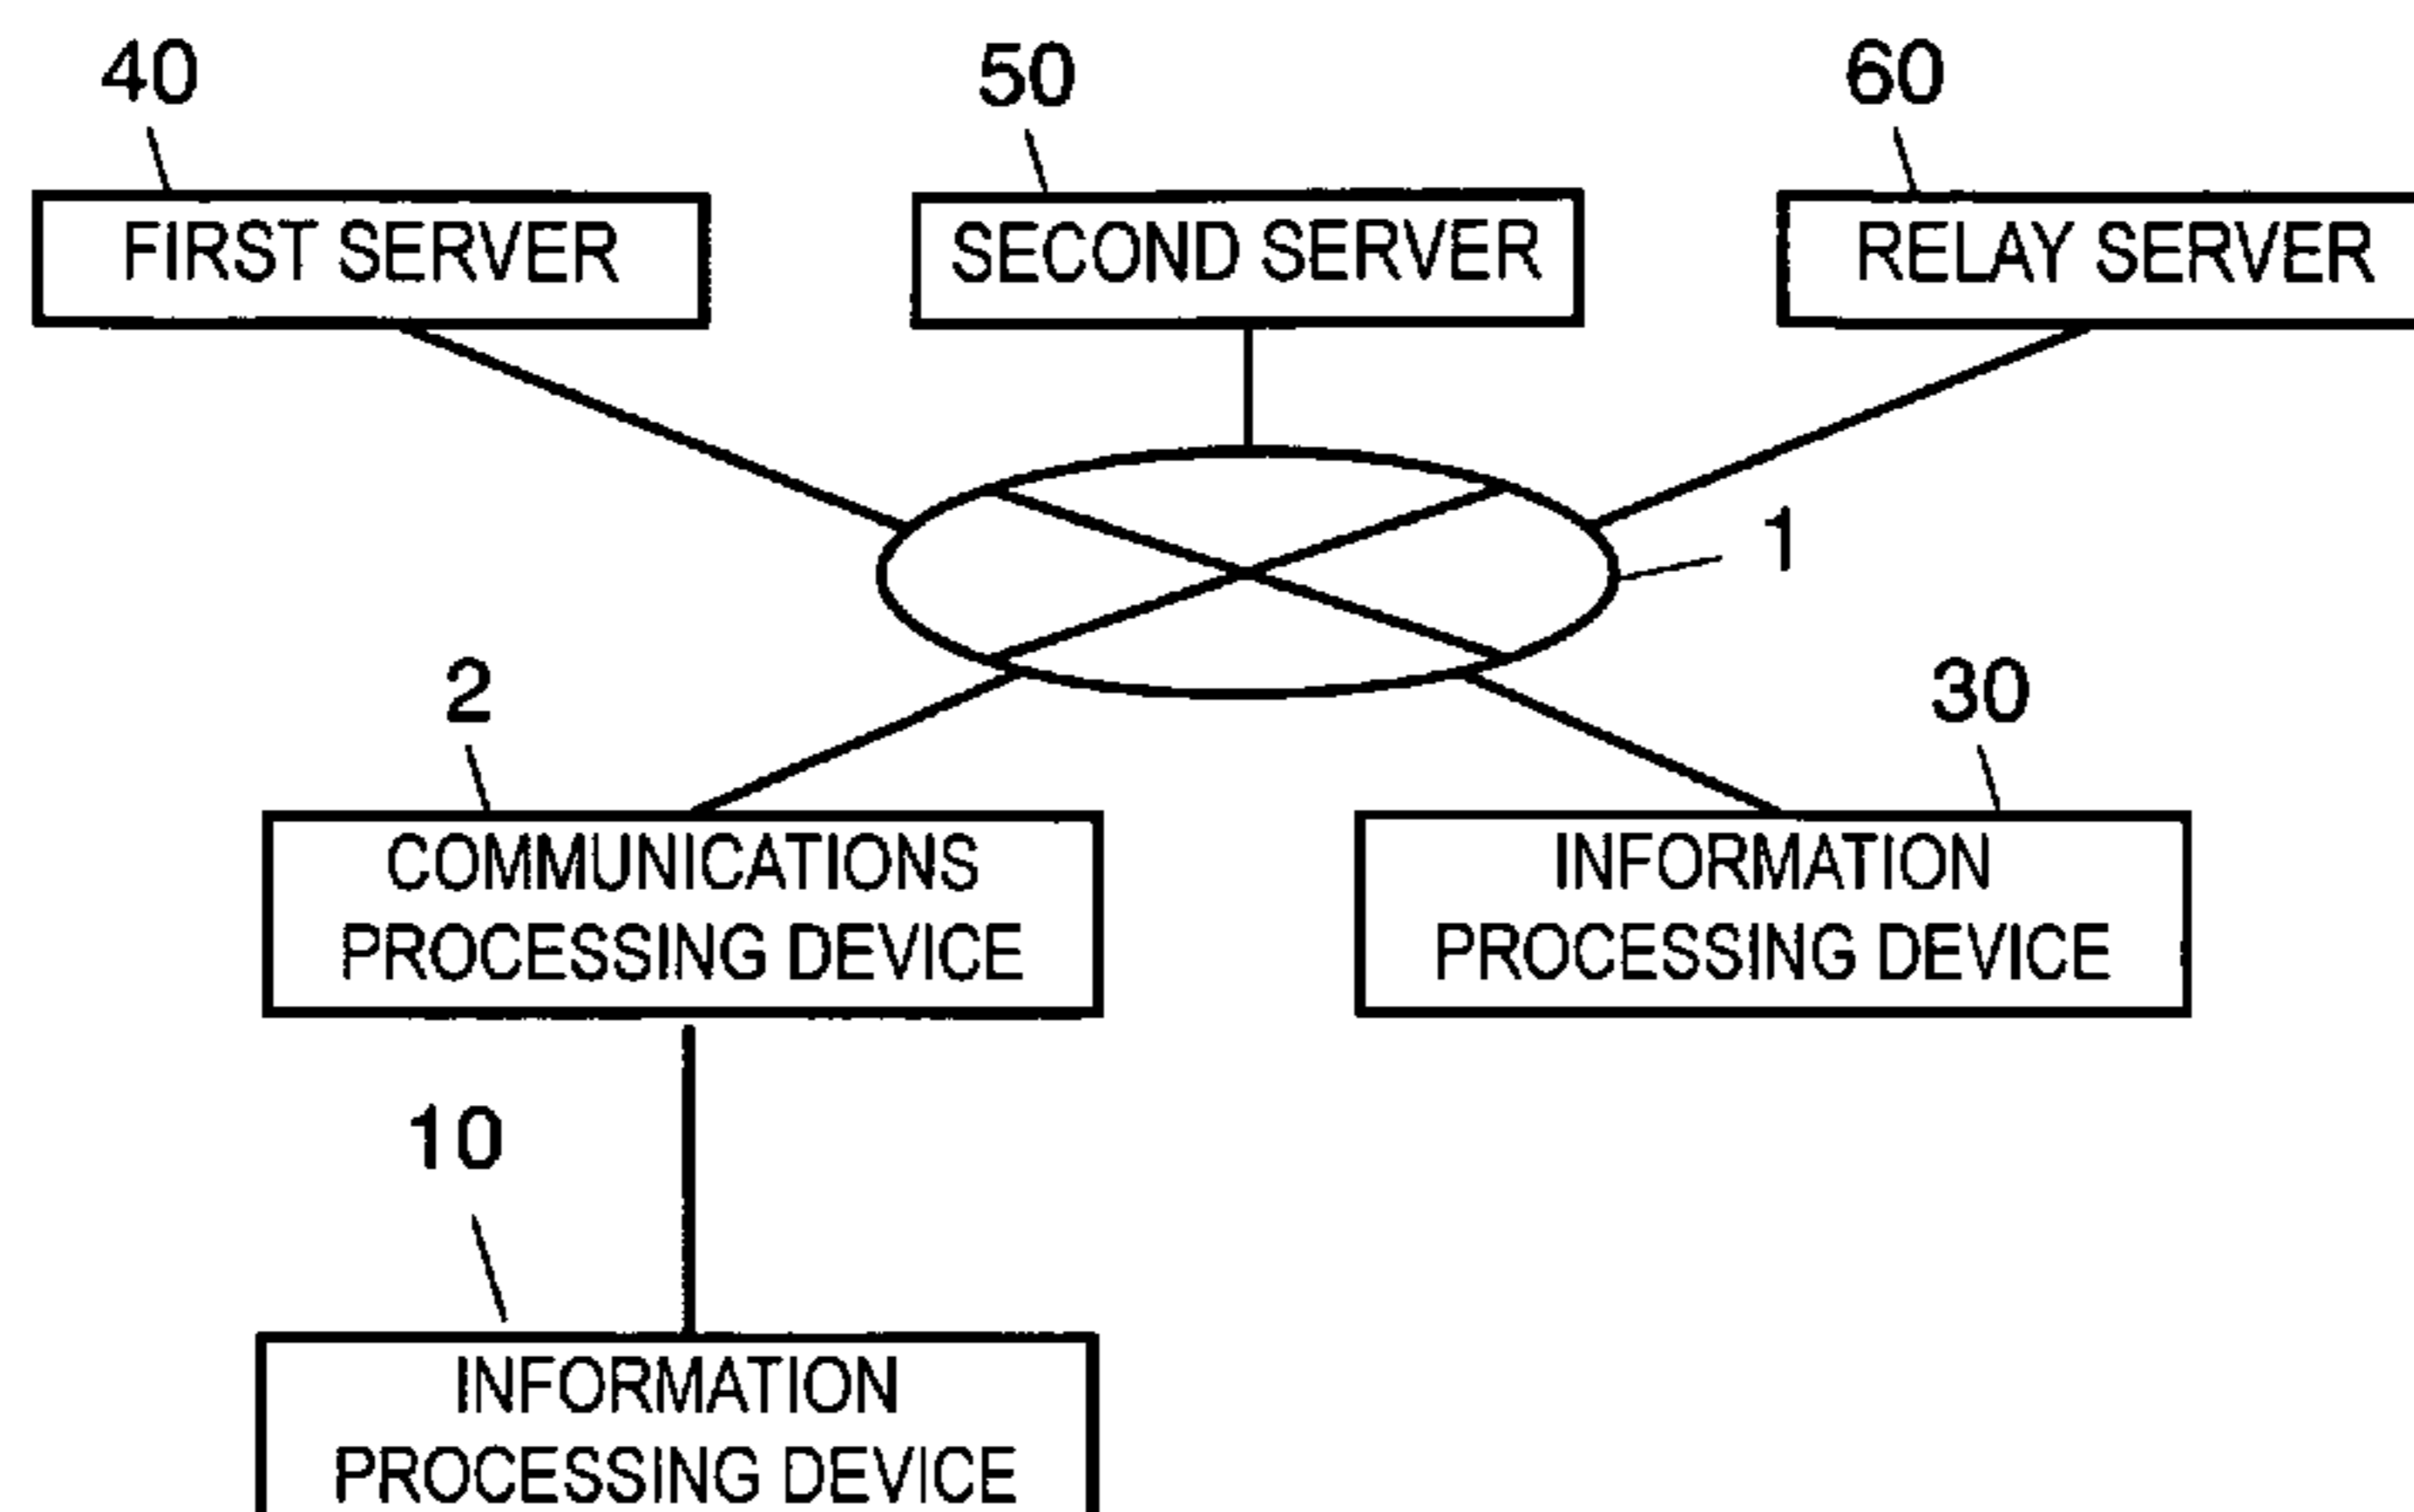 40
50
60
FIRST SERVER
SECOND SERVER
RELAY SERVER
1
2
30
COMMUNICATIONS
PROCESSING DEVICE
INFORMATION
PROCESSING DEVICE
10
INFORMATION
PROCESSING DEVICE